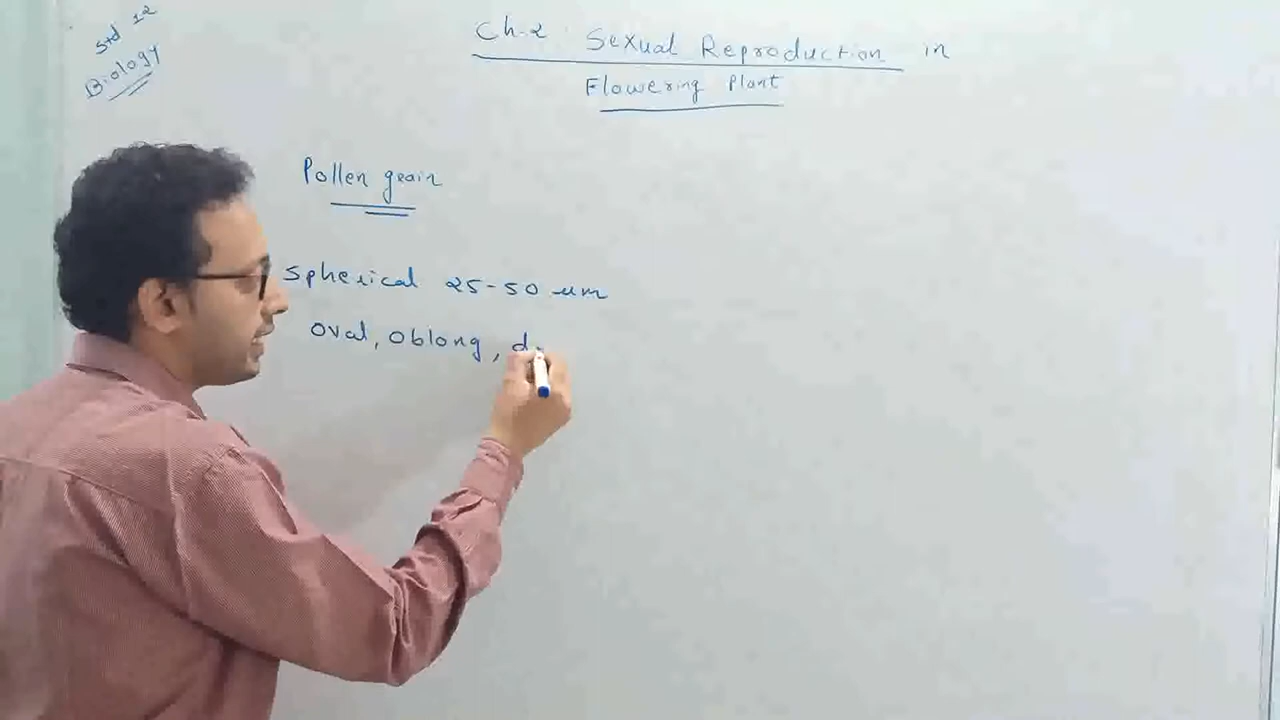 Std 12
Biology
Ch-2 Sexual Reproduction in
Flowering Plant
Pollen grain
Spherical 25-50 um
Oval, Oblong, d